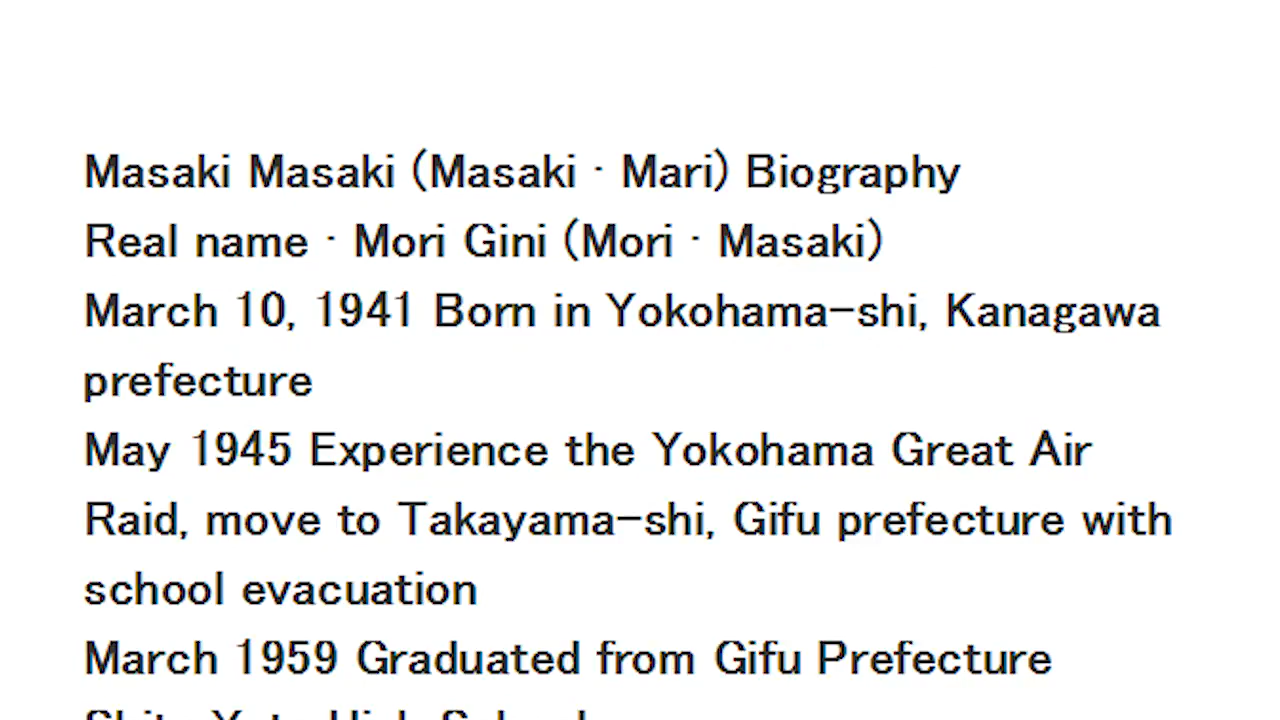 Masaki Masaki (Masaki · Mari) Biography
Real name · Mori Gini (Mori · Masaki)
March 10, 1941 Born in Yokohama-shi, Kanagawa
prefecture
May 1945 Experience the Yokohama Great Air
Raid, move to Takayama-shi, Gifu prefecture with
school evacuation
March 1959 Graduated from Gifu Prefecture